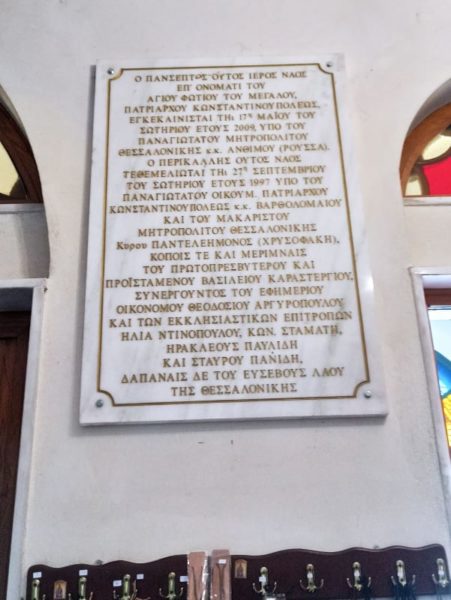 Ο ΠΑΝΣΕΠΤΟΣ ΟΥΤΟΣ ΙΕΡΟΣ ΝΑΟΣ
ΕΠ' ΟΝΟΜΑΤΙ ΤΟΥ
ΑΓΙΟΥ ΦΩΤΙΟΥ ΤΟΥ ΜΕΓΑΛΟΥ,
ΠΑΤΡΙΑΡΧΟΥ ΚΩΝΣΤΑΝΤΙΝΟΥΠΟΛΕΩΣ,
ΕΓΚΕΚΑΙΝΙΣΤΑΙ ΤΗι 17η ΜΑΪΟΥ ΤΟΥ
ΣΩΤΗΡΙΟΥ ΕΤΟΥΣ 2009, ΥΠΟ ΤΟΥ
ΠΑΝΑΓΙΩΤΑΤΟΥ ΜΗΤΡΟΠΟΛΙΤΟΥ
ΘΕΣΣΑΛΟΝΙΚΗΣ κ.κ. ΑΝΘΙΜΟΥ (ΡΟΥΣΣΑ).
Ο ΠΕΡΙΚΑΛΛΗΣ ΟΥΤΟΣ ΝΑΟΣ
ΤΕΘΕΜΕΛΙΩΤΑΙ ΤΗι 27η ΣΕΠΤΕΜΒΡΙΟΥ
ΤΟΥ ΣΩΤΗΡΙΟΥ ΕΤΟΥΣ 1997 ΥΠΟ ΤΟΥ
ΠΑΝΑΓΙΩΤΑΤΟΥ ΟΙΚΟΥΜ. ΠΑΤΡΙΑΡΧΟΥ
ΚΩΝΣΤΑΝΤΙΝΟΥΠΟΛΕΩΣ κ.κ. ΒΑΡΘΟΛΟΜΑΙΟΥ
ΚΑΙ ΤΟΥ ΜΑΚΑΡΙΣΤΟΥ
ΜΗΤΡΟΠΟΛΙΤΟΥ ΘΕΣΣΑΛΟΝΙΚΗΣ
Κύρου ΠΑΝΤΕΛΕΗΜΟΝΟΣ (ΧΡΥΣΟΦΑΚΗ),
ΚΟΠΟΙΣ ΤΕ ΚΑΙ ΜΕΡΙΜΝΑΙΣ
ΤΟΥ ΠΡΩΤΟΠΡΕΣΒΥΤΕΡΟΥ ΚΑΙ
ΠΡΟΪΣΤΑΜΕΝΟΥ ΒΑΣΙΛΕΙΟΥ ΚΑΡΑΣΤΕΡΓΙΟΥ,
ΣΥΝΕΡΓΟΥΝΤΟΣ ΤΟΥ ΕΦΗΜΕΡΙΟΥ
ΟΙΚΟΝΟΜΟΥ ΘΕΟΔΟΣΙΟΥ ΑΡΓΥΡΟΠΟΥΛΟΥ
ΚΑΙ ΤΩΝ ΕΚΚΛΗΣΙΑΣΤΙΚΩΝ ΕΠΙΤΡΟΠΩΝ
ΗΛΙΑ ΝΤΙΝΟΠΟΥΛΟΥ, ΚΩΝ. ΣΤΑΜΑΤΗ,
ΗΡΑΚΛΕΟΥΣ ΠΑΥΛΙΔΗ
ΚΑΙ ΣΤΑΥΡΟΥ ΠΑΝΙΔΗ,
ΔΑΠΑΝΑΙΣ ΔΕ ΤΟΥ ΕΥΣΕΒΟΥΣ ΛΑΟΥ
ΤΗΣ ΘΕΣΣΑΛΟΝΙΚΗΣ